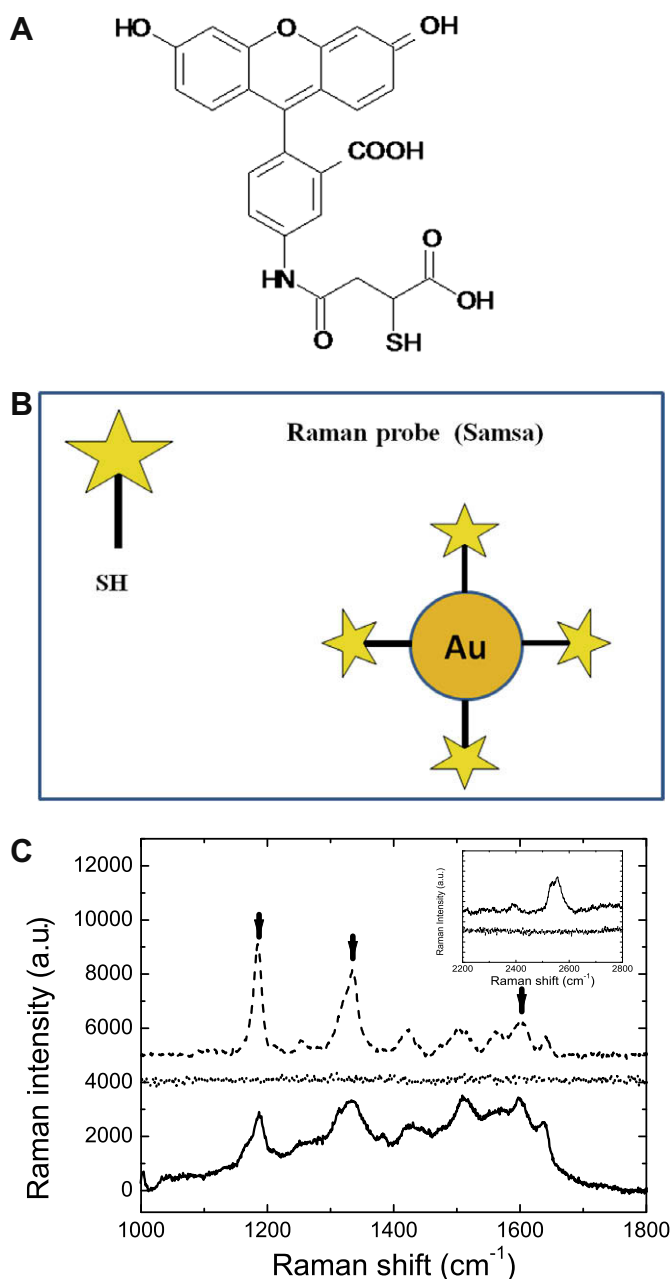 A
HO
O
OH
COOH
HN
O
O
OH
SH
B
Raman probe (Samsa)
SH
Au
C
12000
10000
8000
6000
4000
2000
0
Raman intensity (a.u.)
1000 1200 1400 1600 1800
Raman shift (cm-1)
Raman Intensity (a.u.)
2200 2400 2600 2800
Raman shift (cm-1)